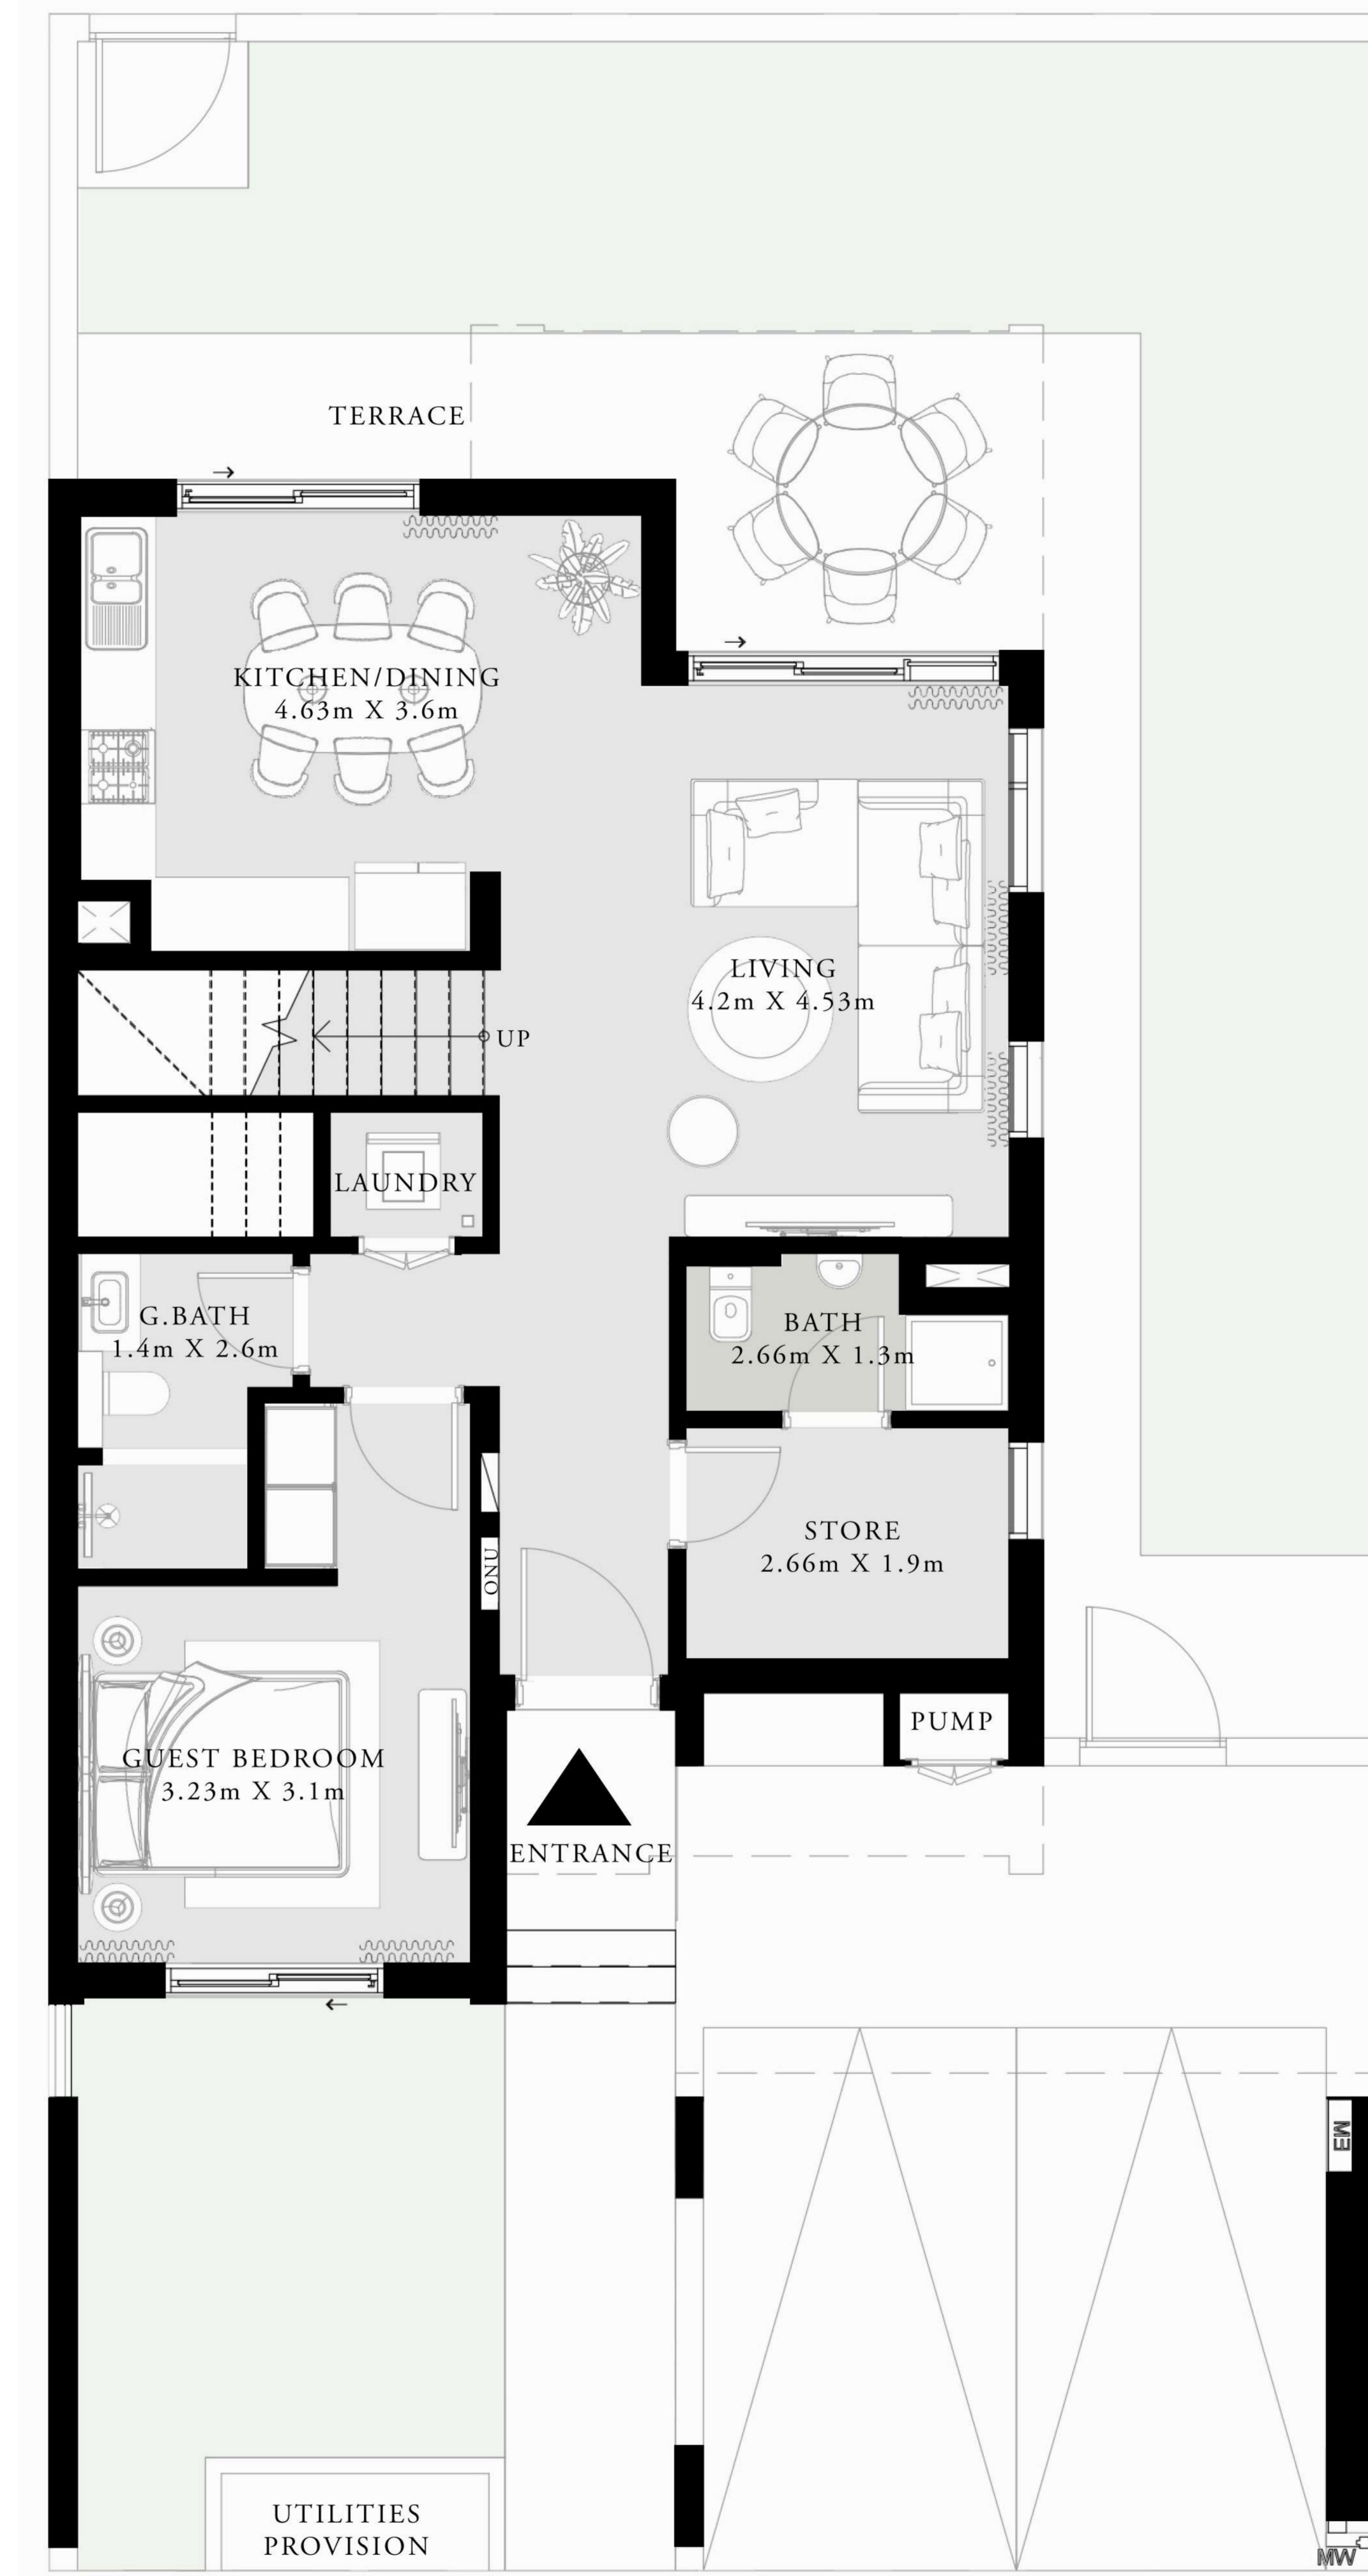 TERRACE
KITCHEN/DINING
4.63m X 3.6m
LIVING
4.2m X 4.53m
UP
LAUNDRY
G.BATH
1.4m X 2.6m
BATH
2.66m X 1.3m
STORE
2.66m X 1.9m
ONU
PUMP
GUEST BEDROOM
3.23m X 3.1m
ENTRANCE
EM
UTILITIES
PROVISION
MW